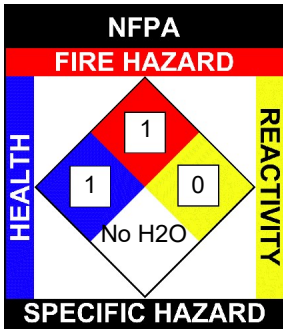 NFPA
FIRE HAZARD
HEALTH
1
1
0
REACTIVITY
No H2O
SPECIFIC HAZARD